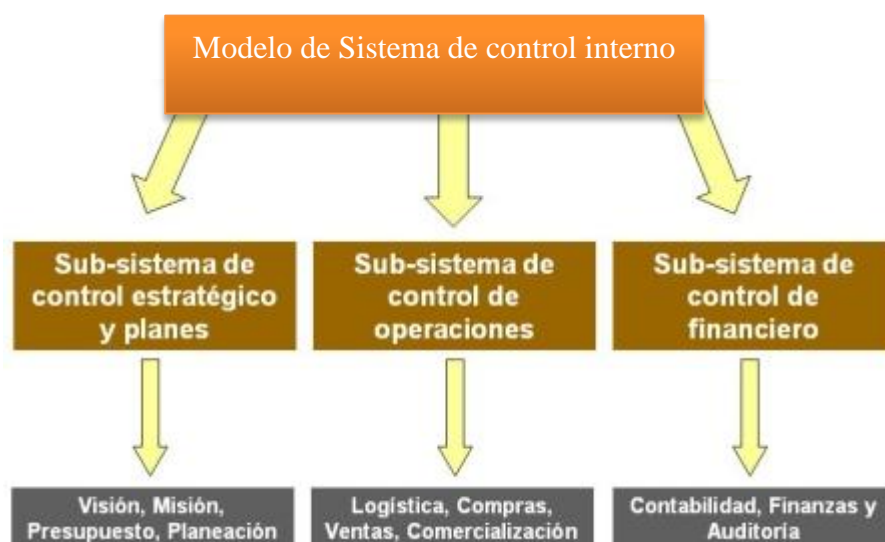 Modelo de Sistema de control interno
Sub-sistema de
control estratégico
y planes
Sub-sistema de
control de
operaciones
Sub-sistema de
control de
financiero
Visión, Misión,
Presupuesto, Planeación
Logística, Compras,
Ventas, Comercialización
Contabilidad, Finanzas y
Auditoría